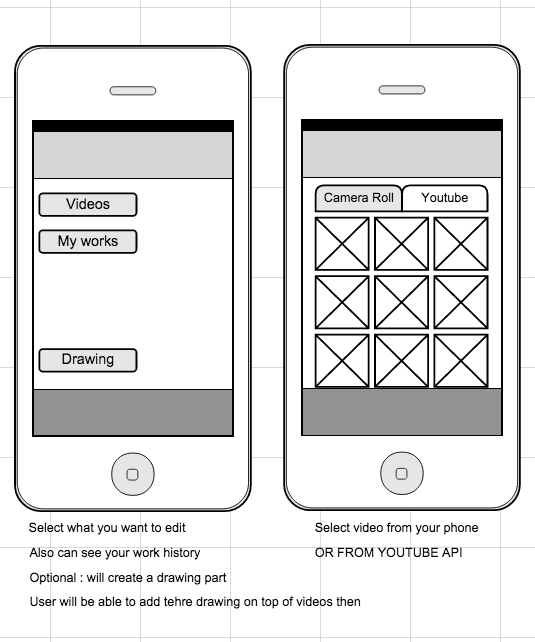 Videos
My works
Drawing
Camera Roll
Youtube
Select what you want to edit
Also can see your work history
Optional : will create a drawing part
User will be able to add tehre drawing on top of videos then
Select video from your phone
OR FROM YOUTUBE API